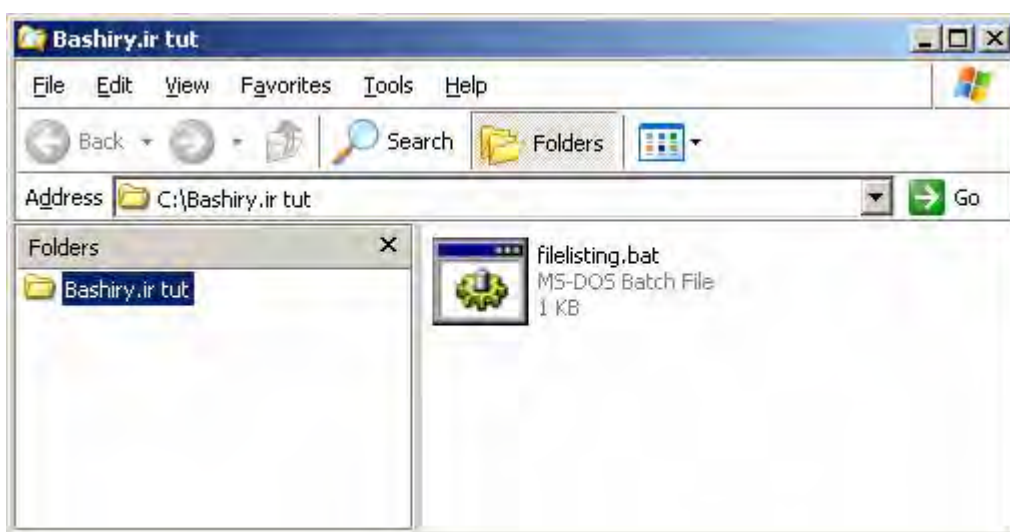 Bashiry.ir tut
File Edit View Favorites Tools Help
Back Search Folders
Address C:\Bashiry.ir tut Go
Folders
Bashiry.ir tut
filelisting.bat
MS-DOS Batch File
1 KB